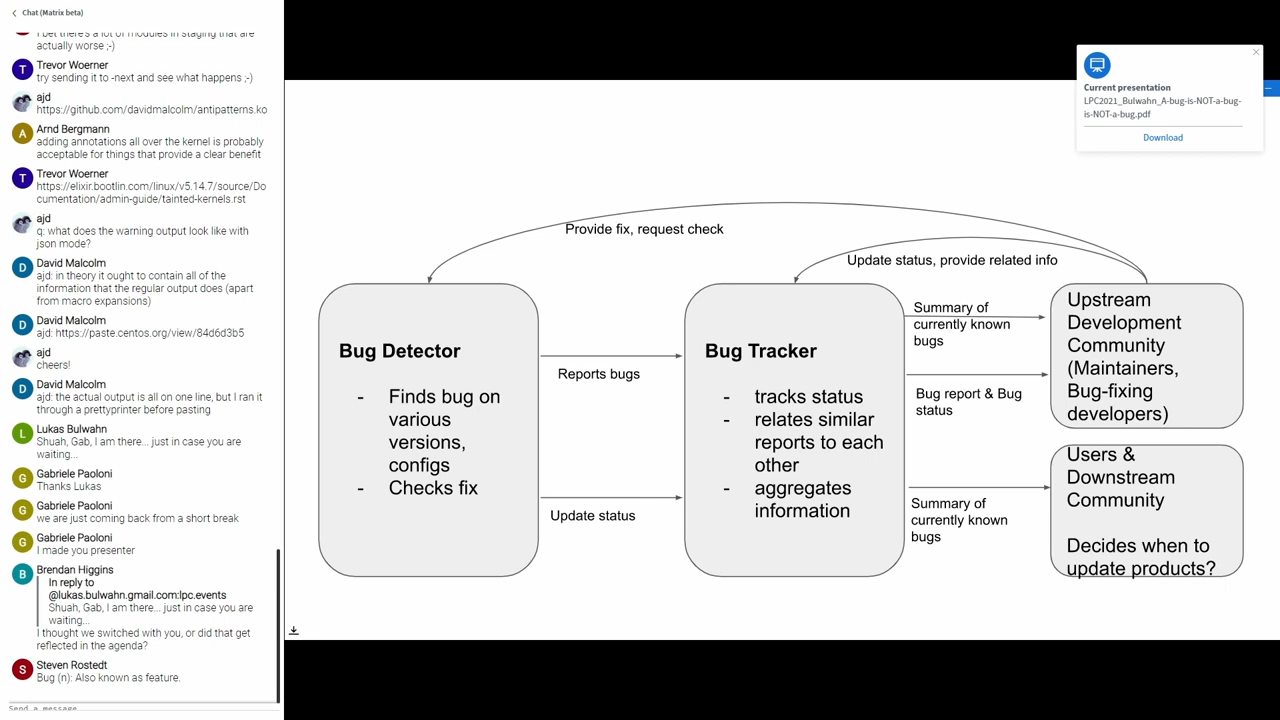 Chat (Matrix beta)
I bet there's a lot of modules in staging that are
actually worse ;-)
Trevor Woerner
try sending it to -next and see what happens ;-)
ajd
https://github.com/davidmalcolm/antipatterns.ko
Arnd Bergmann
adding annotations all over the kernel is probably
acceptable for things that provide a clear benefit
Trevor Woerner
https://elixir.bootlin.com/linux/v5.14.7/source/Do
cumentation/admin-guide/tainted-kernels.rst
ajd
q: what does the warning output look like with
json mode?
David Malcolm
ajd: in theory it ought to contain all of the
information that the regular output does (apart
from macro expansions)
David Malcolm
ajd: https://paste.centos.org/view/84d6d3b5
ajd
cheers!
David Malcolm
ajd: the actual output is all on one line, but I ran it
through a prettyprinter before pasting
Lukas Bulwahn
Shuah, Gab, I am there... just in case you are
waiting...
Gabriele Paoloni
Thanks Lukas
Gabriele Paoloni
we are just coming back from a short break
Gabriele Paoloni
I made you presenter
Brendan Higgins
In reply to
@lukas.bulwahn.gmail.com:lpc.events
Shuah, Gab, I am there... just in case you are
waiting...
I thought we switched with you, or did that get
reflected in the agenda?
Steven Rostedt
Bug (n): Also known as feature.
Send a message
T
A
T
D
D
D
L
G
G
G
B
S
Current presentation
LPC2021_Bulwahn_A-bug-is-NOT-a-bug-
is-NOT-a-bug.pdf
Download
Provide fix, request check
Update status, provide related info
Bug Detector
- Finds bug on
various
versions,
configs
- Checks fix
Reports bugs
Update status
Bug Tracker
- tracks status
- relates similar
reports to each
other
- aggregates
information
Summary of
currently known
bugs
Bug report & Bug
status
Summary of
currently known
bugs
Upstream
Development
Community
(Maintainers,
Bug-fixing
developers)
Users &
Downstream
Community
Decides when to
update products?